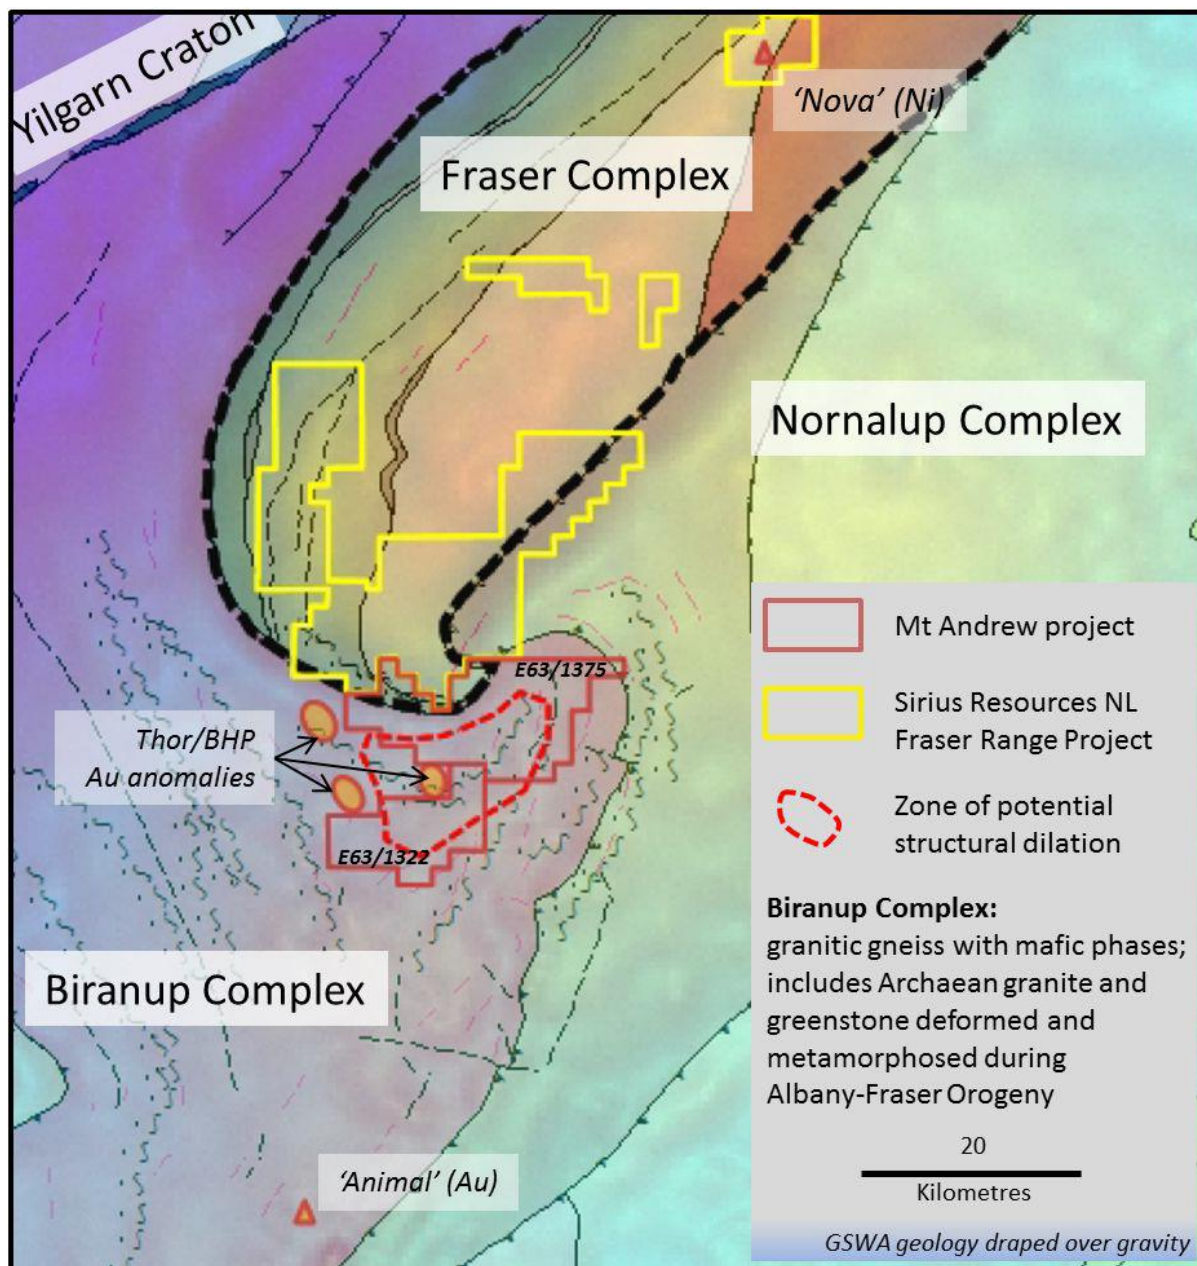 Yilgarn Craton
‘Nova’ (Ni)
Fraser Complex
Nornalup Complex
E63/1375
Thor/BHP
Au anomalies
E63/1322
Biranup Complex
‘Animal’ (Au)
Mt Andrew project
Sirius Resources NL
Fraser Range Project
Zone of potential
structural dilation
Biranup Complex:
granitic gneiss with mafic phases;
includes Archaean granite and
greenstone deformed and
metamorphosed during
Albany-Fraser Orogeny
20
Kilometres
GSWA geology draped over gravity